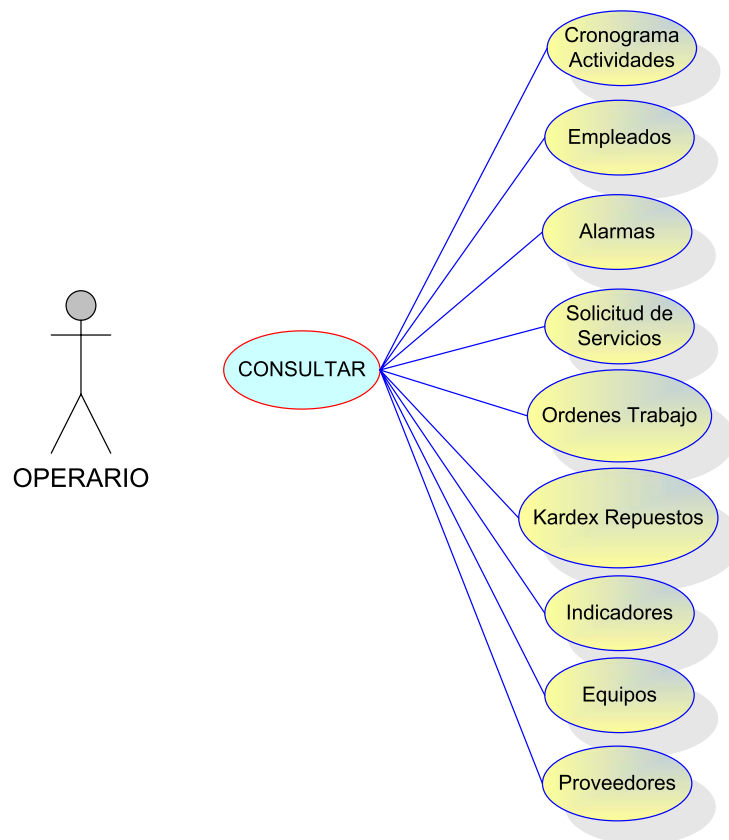 Cronograma
Actividades
Empleados
Alarmas
Solicitud de
Servicios
CONSULTAR
Ordenes Trabajo
OPERARIO
Kardex Repuestos
Indicadores
Equipos
Proveedores